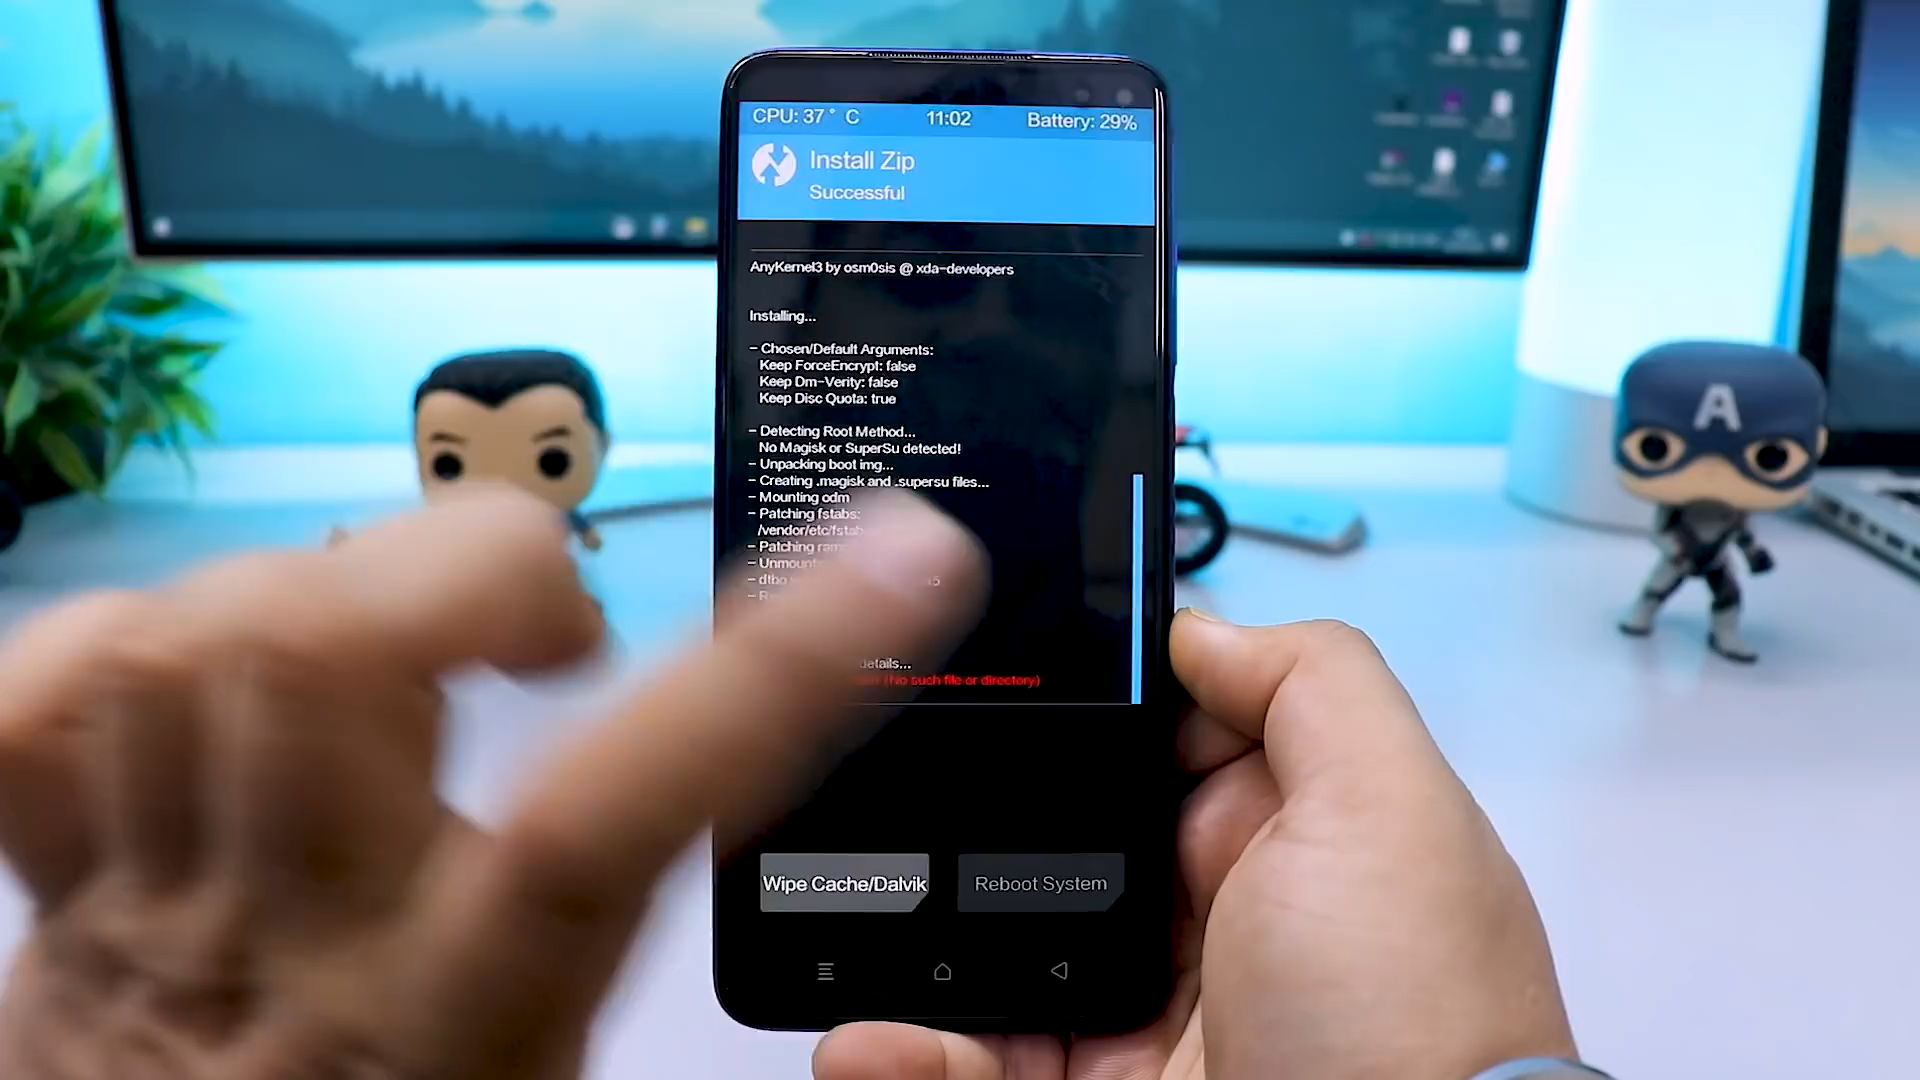 CPU: 37° C 11:02 Battery: 29%
Install Zip
Successful
AnyKernel3 by osm0sis @ xda-developers
Installing...
- Chosen/Default Arguments:
Keep ForceEncrypt: false
Keep Dm-Verity: false
Keep Disc Quota: true
- Detecting Root Method...
No Magisk or SuperSu detected!
- Unpacking boot img...
- Creating .magisk and .supersu files...
- Mounting odm
- Patching fstabs:
- Patching
- dtbo
details...
(No such file or directory)
Wipe Cache/Dalvik Reboot System
A